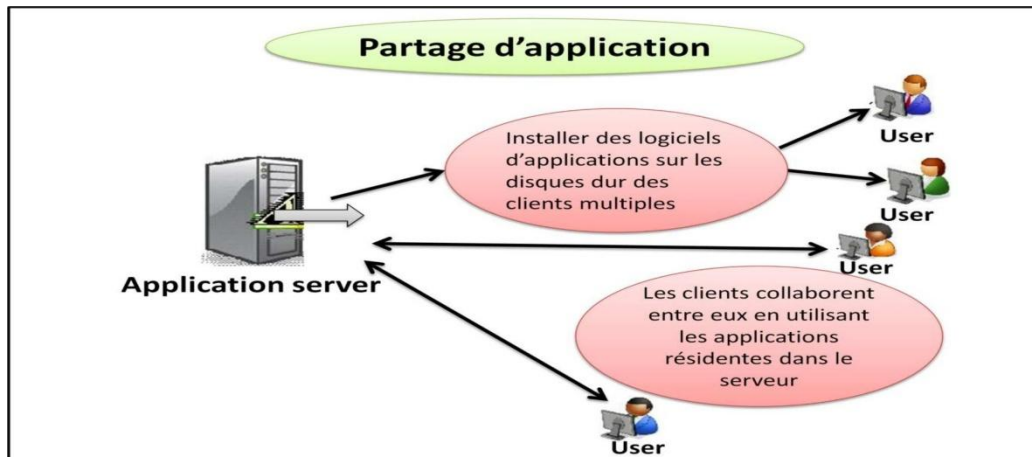 Partage d'application
User
Installer des logiciels
d'applications sur les
disques dur des
clients multiples
User
User
Application server
Les clients collaborent
entre eux en utilisant
les applications
résidentes dans le
serveur
User